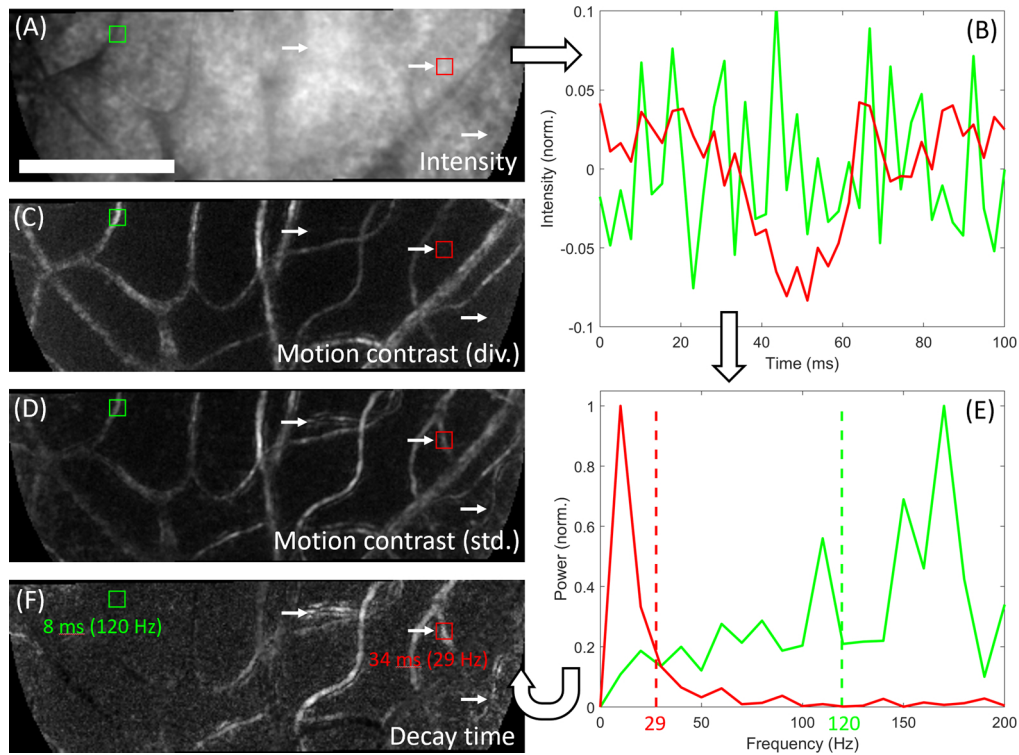 (A)
Intensity
(B)
Intensity (norm.)
0.1
0.05
0
-0.05
-0.1
0 20 40 60 80 100
Time (ms)
(C)
Motion contrast (div.)
(D)
Motion contrast (std.)
(E)
Power (norm.)
1
0.8
0.6
0.4
0.2
0
0 29 50 100 120 150 200
Frequency (Hz)
(F)
8 ms (120 Hz)
34 ms (29 Hz)
Decay time